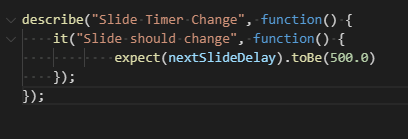 describe("Slide Timer Change", function() {
    it("Slide should change", function() {
            expect(nextSlideDelay).toBe(500.0)
    });
});